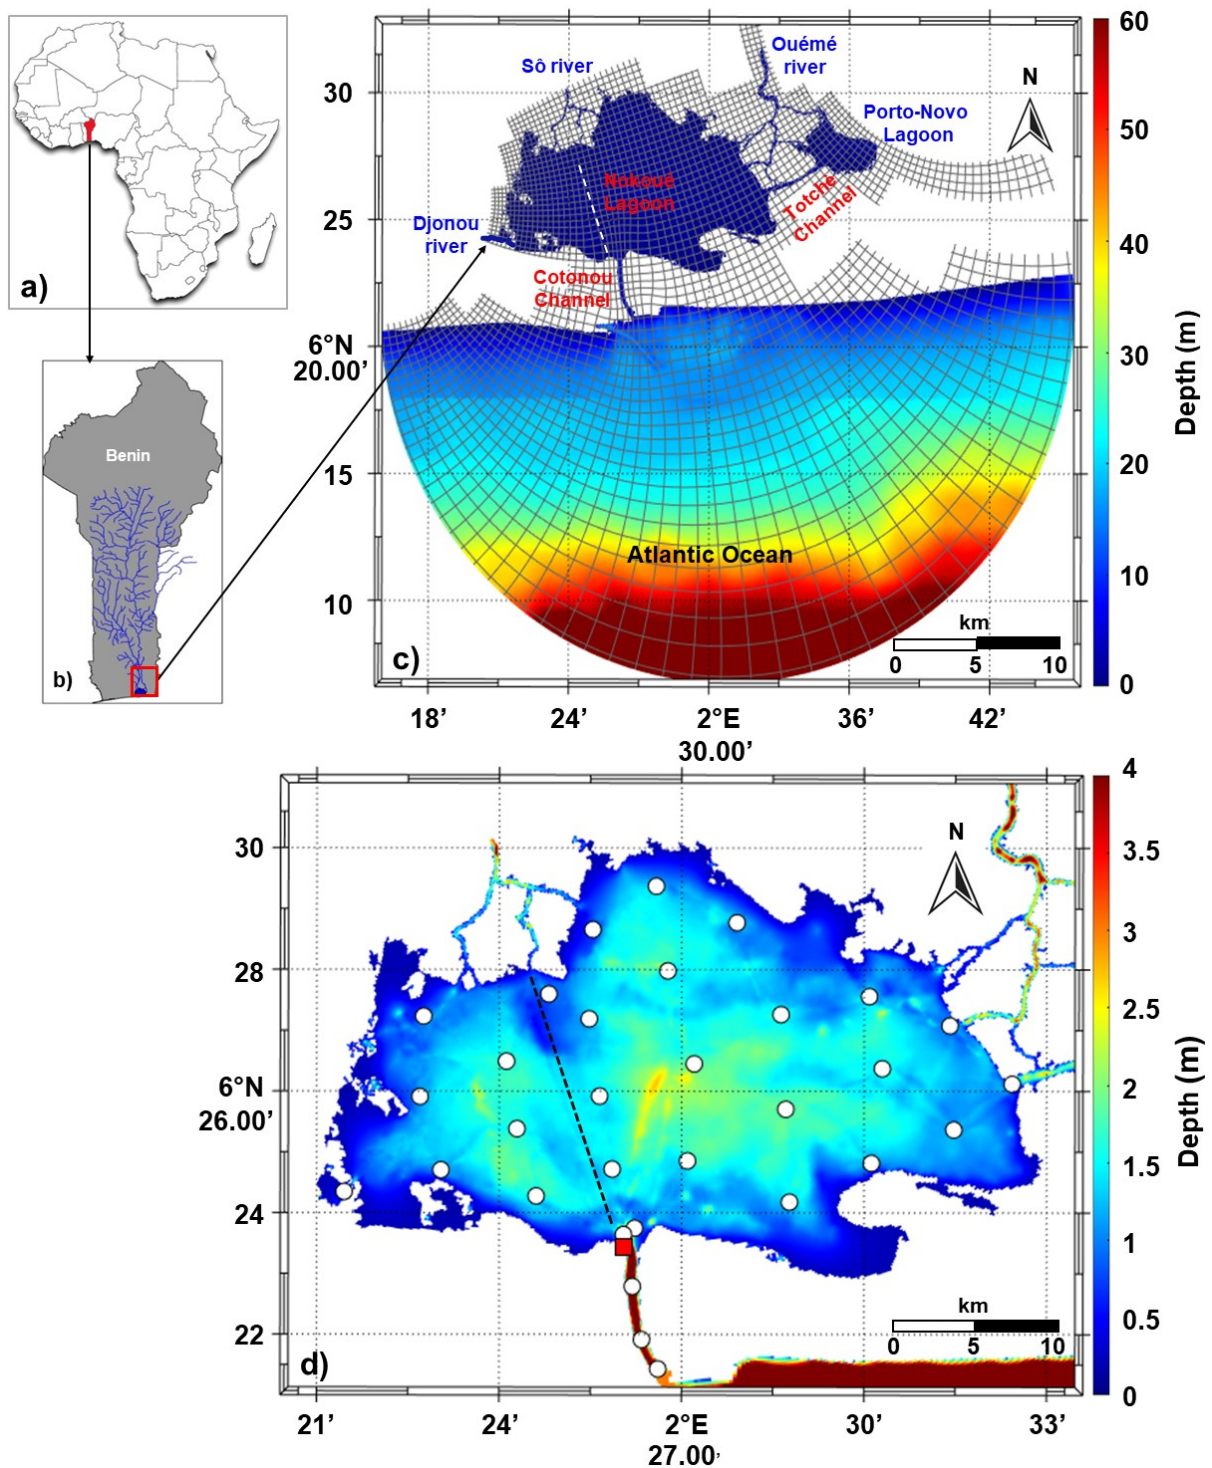 a)
Benin
b)
Sô river
Ouémé
river
Porto-Novo
Lagoon
N
Nokoué
Lagoon
Totche
Channel
Djonou
river
Cotonou
Channel
Atlantic Ocean
km
0 5 10
c)
30
25
6°N
20.00'
15
10
18' 24' 2°E 36' 42'
30.00'
60
50
40
30
20
10
0
Depth (m)
N
km
0 5 10
d)
30
28
6°N
26.00'
24
22
21' 24' 2°E 30' 33'
27.00'
4
3.5
3
2.5
2
1.5
1
0.5
0
Depth (m)